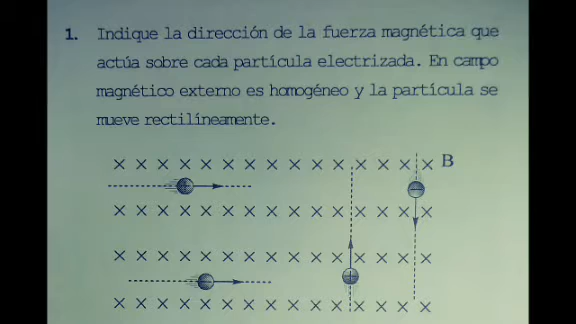 1. Indique la dirección de la fuerza magnética que
actúa sobre cada partícula electrizada. En campo
magnético externo es homogéneo y la partícula se
mueve rectilíneamente.
× × × × × × × × × × × × × × × B
× × × × × × × × × × × × × × ×
× × × × × × × × × × × × × × ×
× × × × × × × × × × × × × × ×